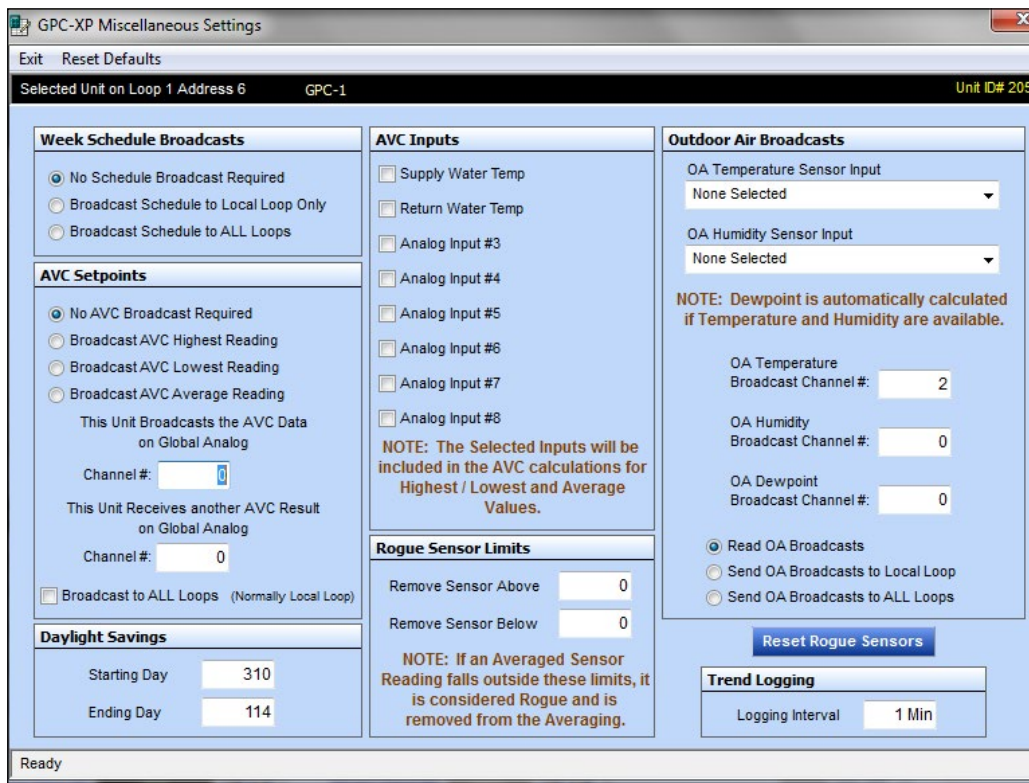 GPC-XP Miscellaneous Settings
Exit Reset Defaults
Selected Unit on Loop 1 Address 6 GPC-1 Unit ID# 205
Week Schedule Broadcasts
No Schedule Broadcast Required
Broadcast Schedule to Local Loop Only
Broadcast Schedule to ALL Loops
AVC Setpoints
No AVC Broadcast Required
Broadcast AVC Highest Reading
Broadcast AVC Lowest Reading
Broadcast AVC Average Reading
This Unit Broadcasts the AVC Data
on Global Analog
Channel #: 0
This Unit Receives another AVC Result
on Global Analog
Channel #: 0
Broadcast to ALL Loops (Normally Local Loop)
Daylight Savings
Starting Day 310
Ending Day 114
AVC Inputs
Supply Water Temp
Return Water Temp
Analog Input #3
Analog Input #4
Analog Input #5
Analog Input #6
Analog Input #7
Analog Input #8
NOTE: The Selected Inputs will be
included in the AVC calculations for
Highest / Lowest and Average
Values.
Rogue Sensor Limits
Remove Sensor Above 0
Remove Sensor Below 0
NOTE: If an Averaged Sensor
Reading falls outside these limits, it
is considered Rogue and is
removed from the Averaging.
Outdoor Air Broadcasts
OA Temperature Sensor Input
None Selected
OA Humidity Sensor Input
None Selected
NOTE: Dewpoint is automatically calculated
if Temperature and Humidity are available.
OA Temperature
Broadcast Channel #: 2
OA Humidity
Broadcast Channel #: 0
OA Dewpoint
Broadcast Channel #: 0
Read OA Broadcasts
Send OA Broadcasts to Local Loop
Send OA Broadcasts to ALL Loops
Reset Rogue Sensors
Trend Logging
Logging Interval 1 Min
Ready